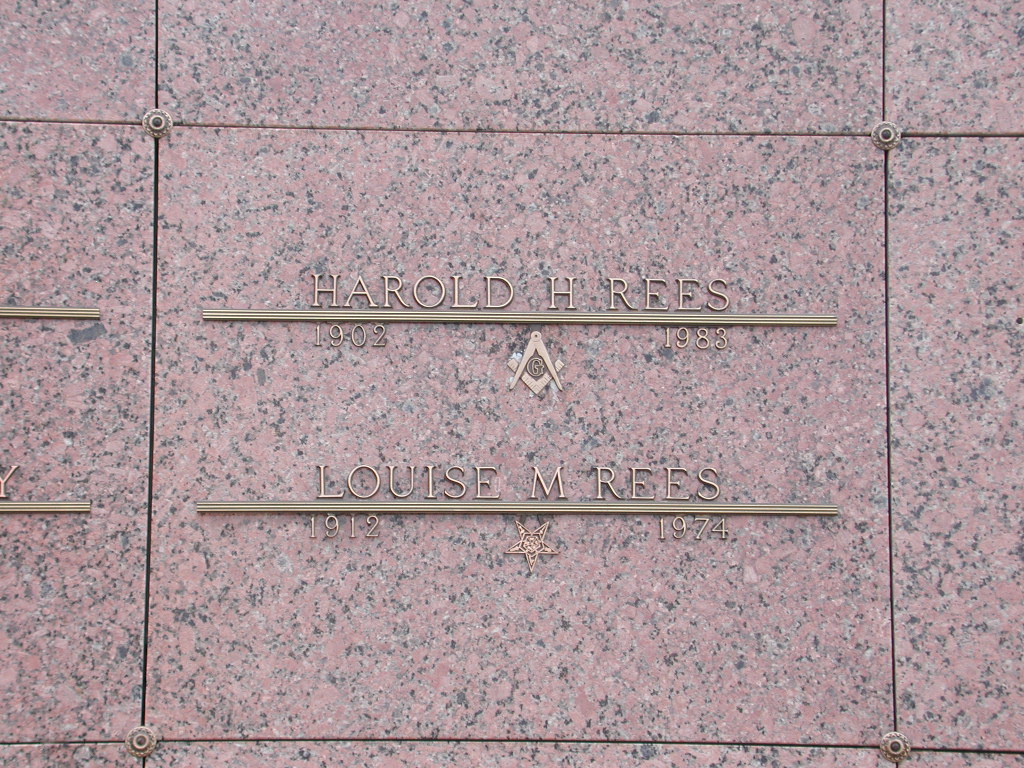 HAROLD H REES
1902 1983
G
LOUISE M REES
1912 1974
Y